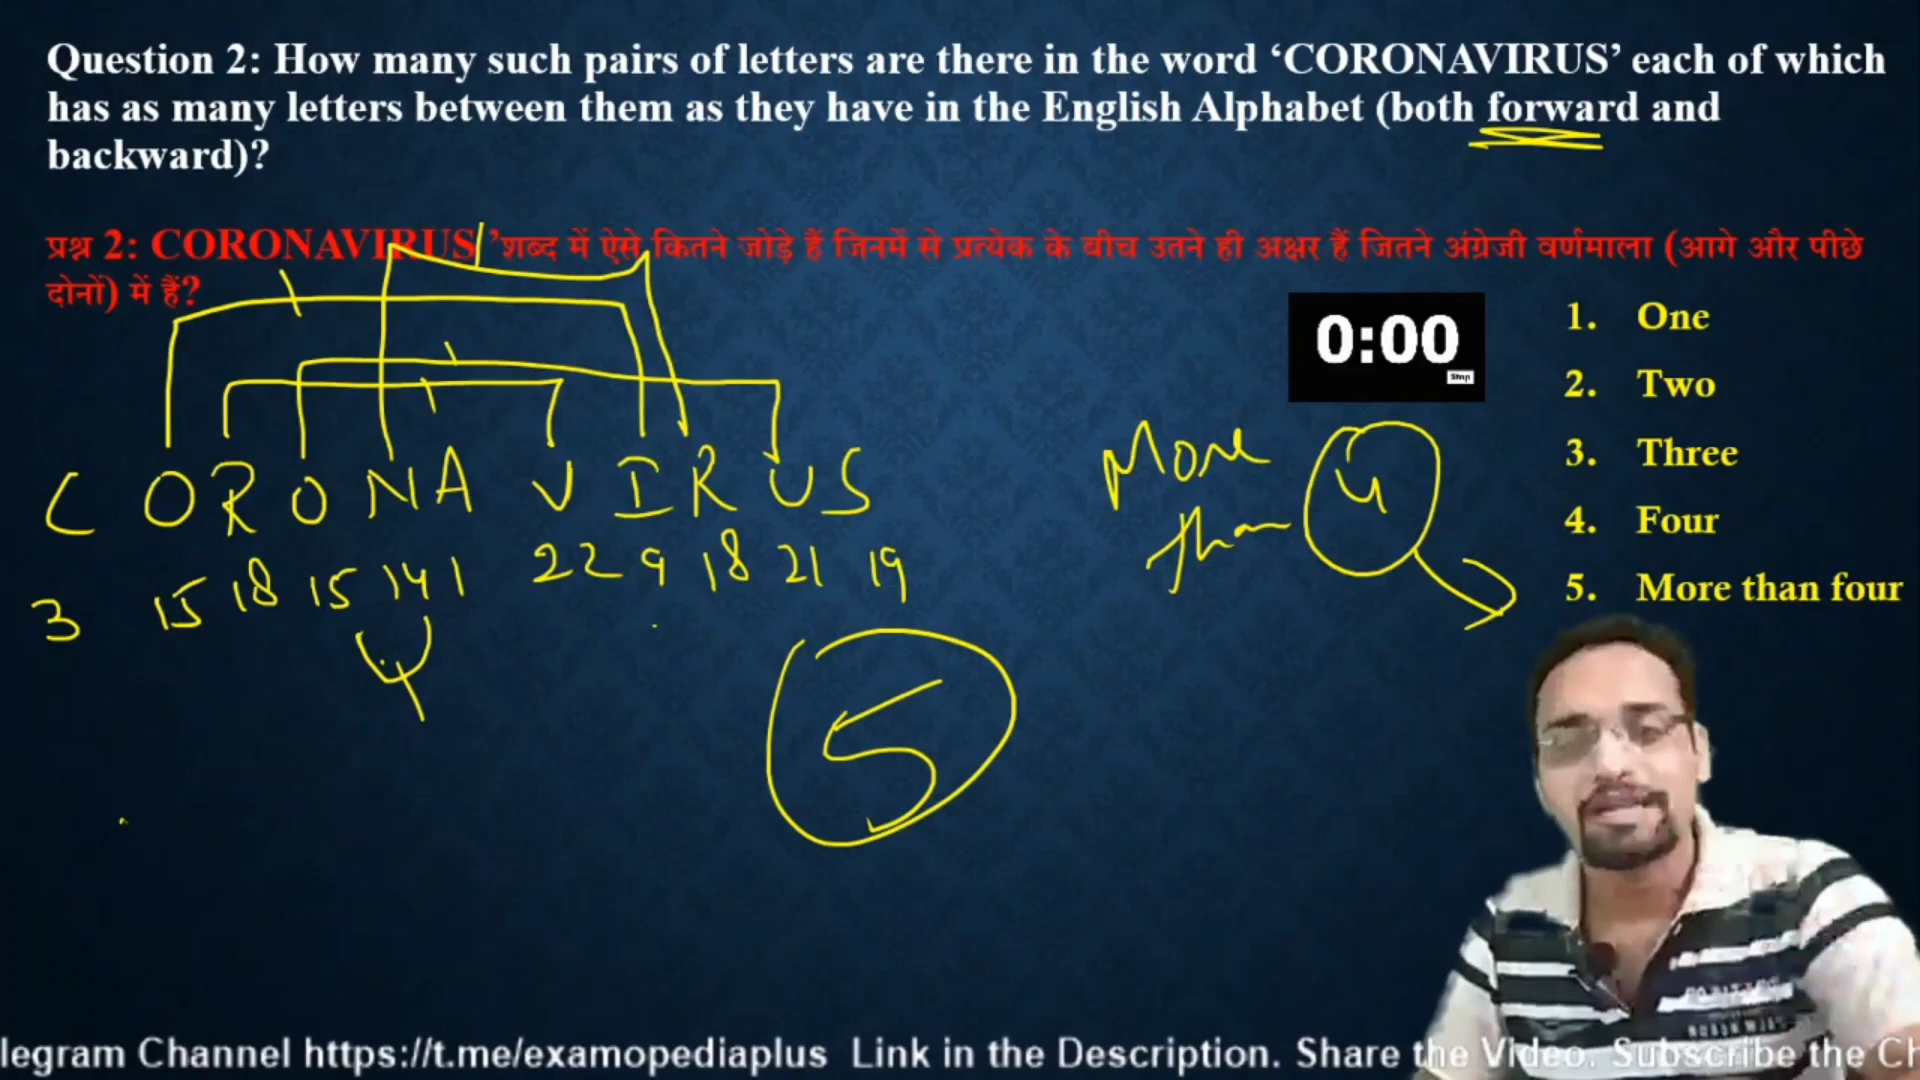 Question 2: How many such pairs of letters are there in the word ‘CORONAVIRUS’ each of which
has as many letters between them as they have in the English Alphabet (both forward and
backward)?
प्रश्न 2: CORONAVIRUS ’शब्द में ऐसे कितने जोड़े हैं जिनमें से प्रत्येक के बीच उतने ही अक्षर हैं जितने अंग्रेजी वर्णमाला (आगे और पीछे
दोनों) में हैं?
0:00
Stop
1. One
2. Two
3. Three
4. Four
5. More than four
C O R O N A V I R U S
3 15 18 15 14 1 22 9 18 21 19
More
than 4
5
legram Channel https://t.me/examopediaplus Link in the Description. Share the Video. Subscribe the Ch